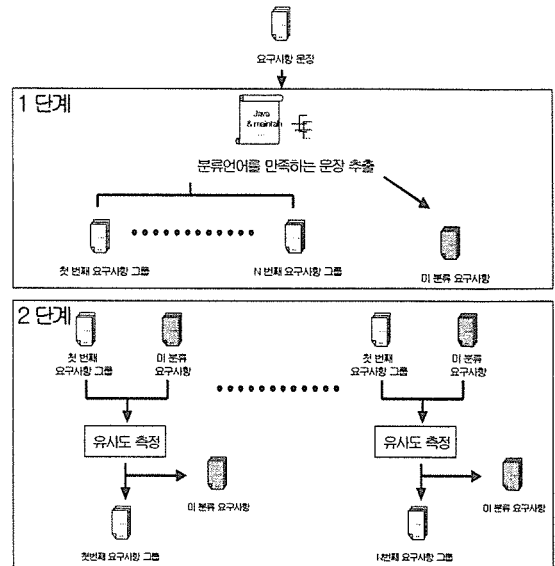 요구사항 문장
1 단계
Java
& maintain
...
분류언어를 만족하는 문장 추출
첫 번째 요구사항 그룹
N 번째 요구사항 그룹
미 분류 요구사항
2 단계
첫 번째
요구사항 그룹
미 분류
요구사항
첫 번째
요구사항 그룹
미 분류
요구사항
유사도 측정
유사도 측정
미 분류 요구사항
미 분류 요구사항
첫번째 요구사항 그룹
N번째 요구사항 그룹